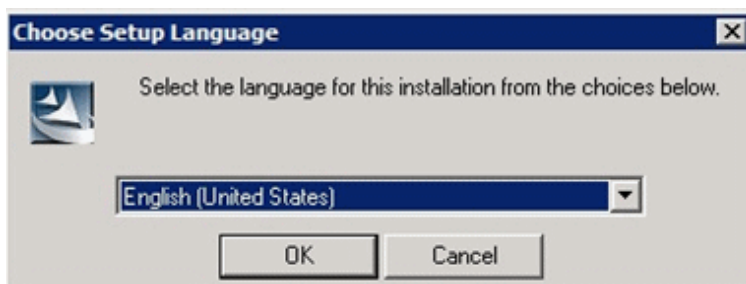 Choose Setup Language
Select the language for this installation from the choices below.
English (United States)
OK
Cancel